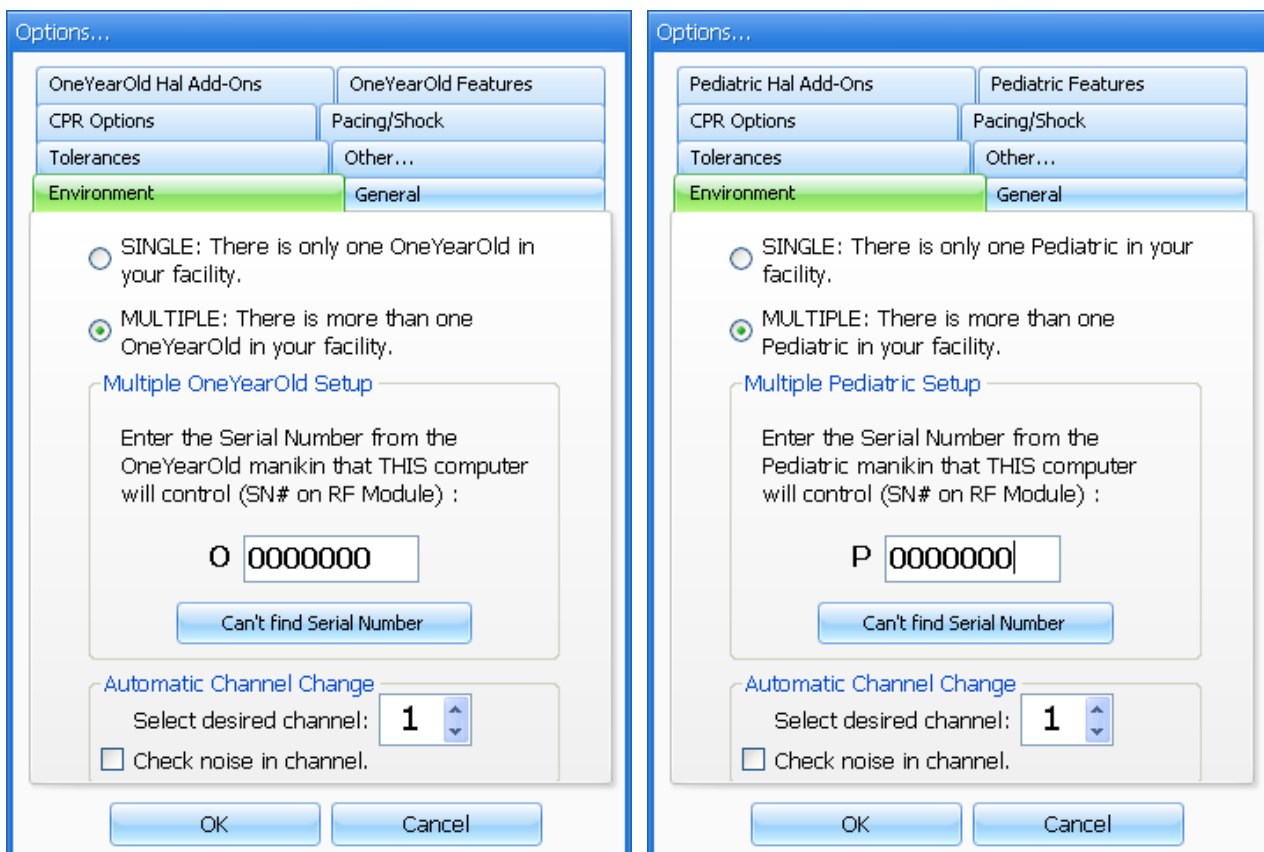 Options...
OneYearOld Hal Add-Ons
OneYearOld Features
CPR Options
Pacing/Shock
Tolerances
Other...
Environment
General
SINGLE: There is only one OneYearOld in
your facility.
MULTIPLE: There is more than one
OneYearOld in your facility.
Multiple OneYearOld Setup
Enter the Serial Number from the
OneYearOld manikin that THIS computer
will control (SN# on RF Module) :
O 0000000
Can't find Serial Number
Automatic Channel Change
Select desired channel: 1
Check noise in channel.
OK
Cancel
Options...
Pediatric Hal Add-Ons
Pediatric Features
CPR Options
Pacing/Shock
Tolerances
Other...
Environment
General
SINGLE: There is only one Pediatric in your
facility.
MULTIPLE: There is more than one
Pediatric in your facility.
Multiple Pediatric Setup
Enter the Serial Number from the
Pediatric manikin that THIS computer
will control (SN# on RF Module) :
P 0000000
Can't find Serial Number
Automatic Channel Change
Select desired channel: 1
Check noise in channel.
OK
Cancel